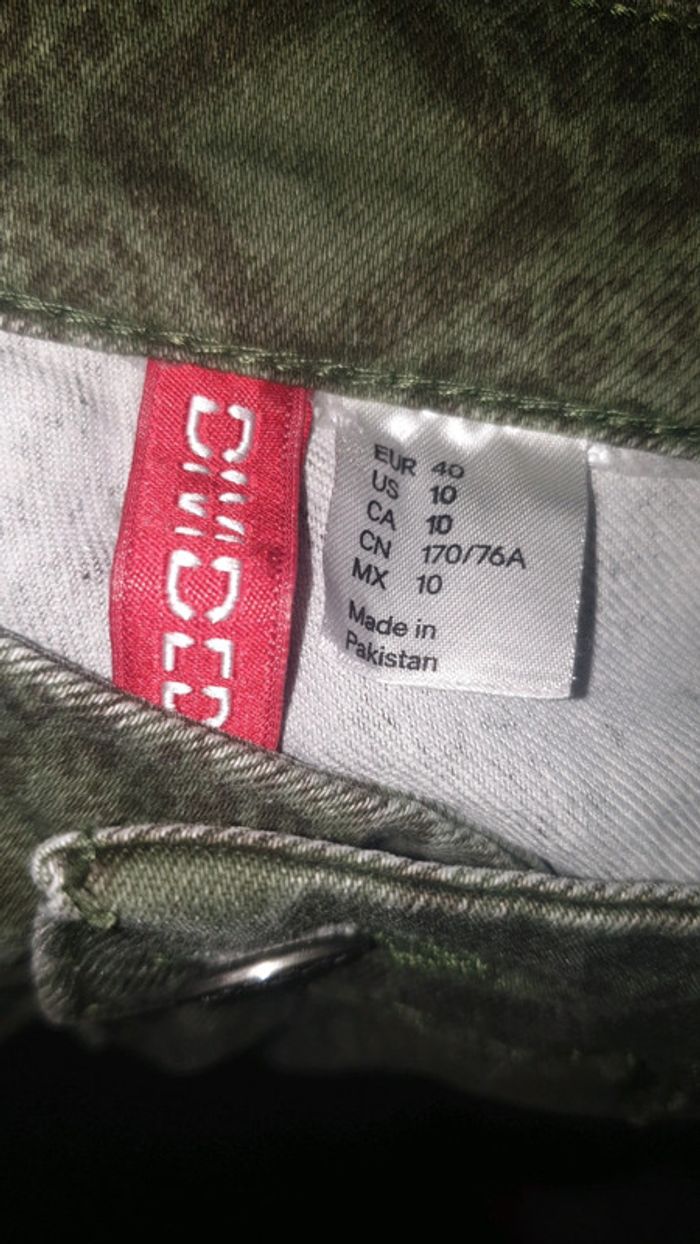 DIVIDED
EUR 40
US 10
CA 10
CN 170/76A
MX 10
Made in
Pakistan